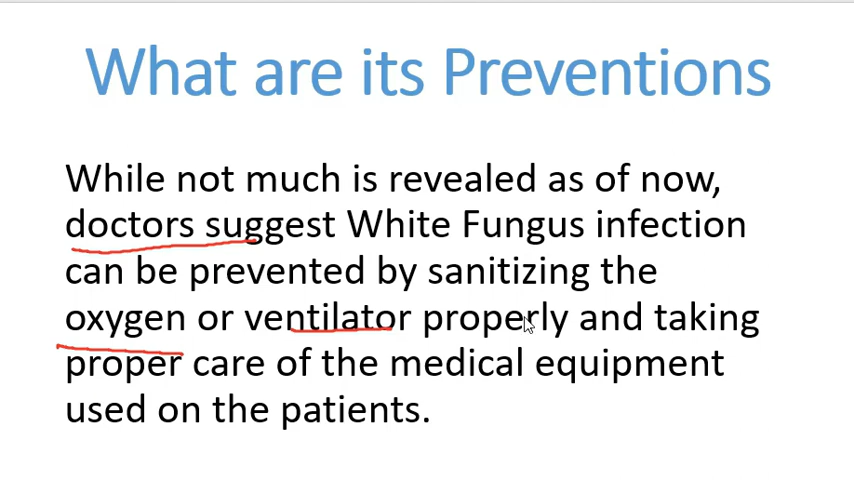 What are its Preventions
While not much is revealed as of now,
doctors suggest White Fungus infection
can be prevented by sanitizing the
oxygen or ventilator properly and taking
proper care of the medical equipment
used on the patients.